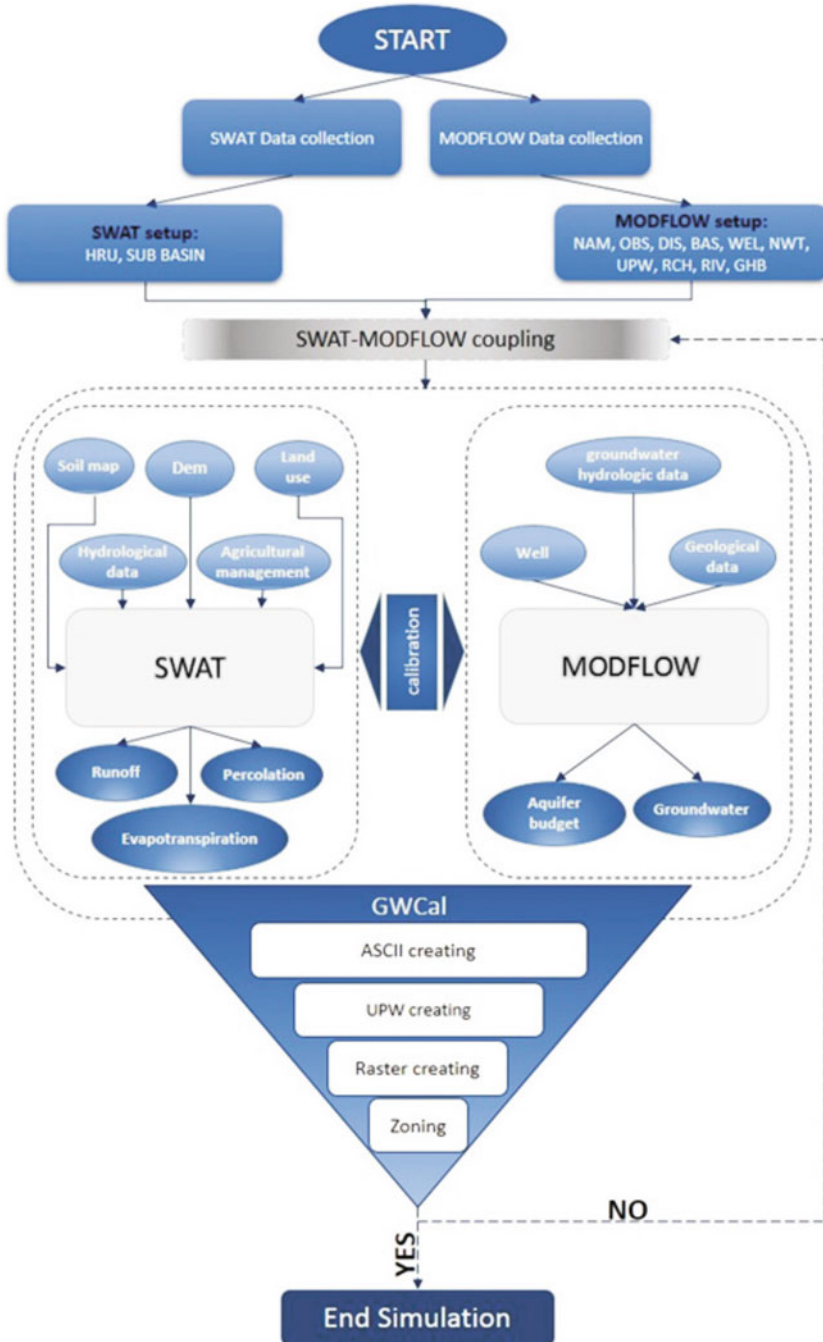 START
SWAT Data collection
MODFLOW Data collection
SWAT setup:
HRU, SUB BASIN
MODFLOW setup:
NAM, OBS, DIS, BAS, WEL, NWT,
UPW, RCH, RIV, GHB
SWAT-MODFLOW coupling
Soil map
Dem
Land
use
Hydrological
data
Agricultural
management
SWAT
Runoff
Percolation
Evapotranspiration
calibration
groundwater
hydrologic data
Well
Geological
data
MODFLOW
Aquifer
budget
Groundwater
GWCal
ASCII creating
UPW creating
Raster creating
Zoning
NO
YES
End Simulation